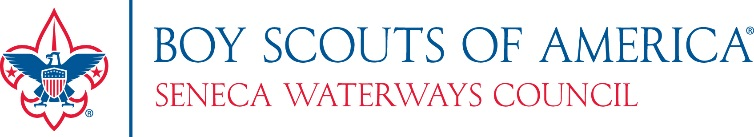 BOY SCOUTS OF AMERICA®
SENECA WATERWAYS COUNCIL
®